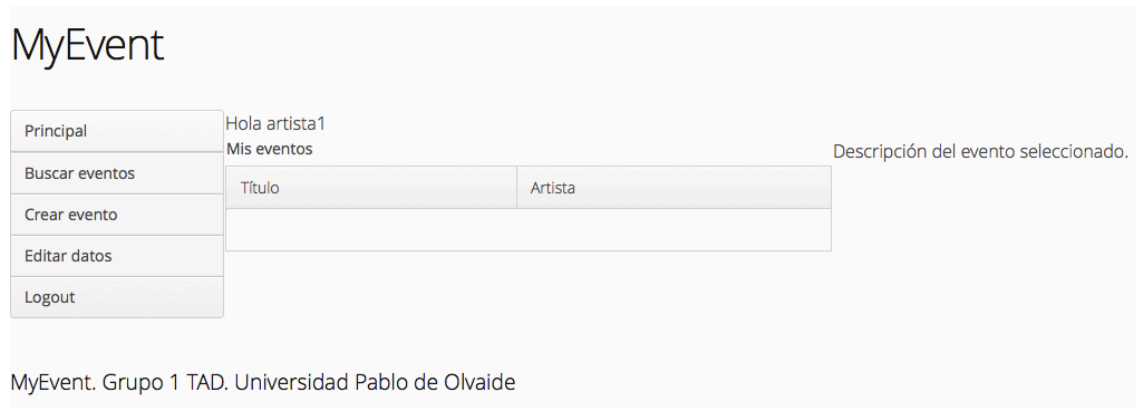 MyEvent
Principal
Buscar eventos
Crear evento
Editar datos
Logout
Hola artista1
Mis eventos
Título Artista
Descripción del evento seleccionado.
MyEvent. Grupo 1 TAD. Universidad Pablo de Olvaide